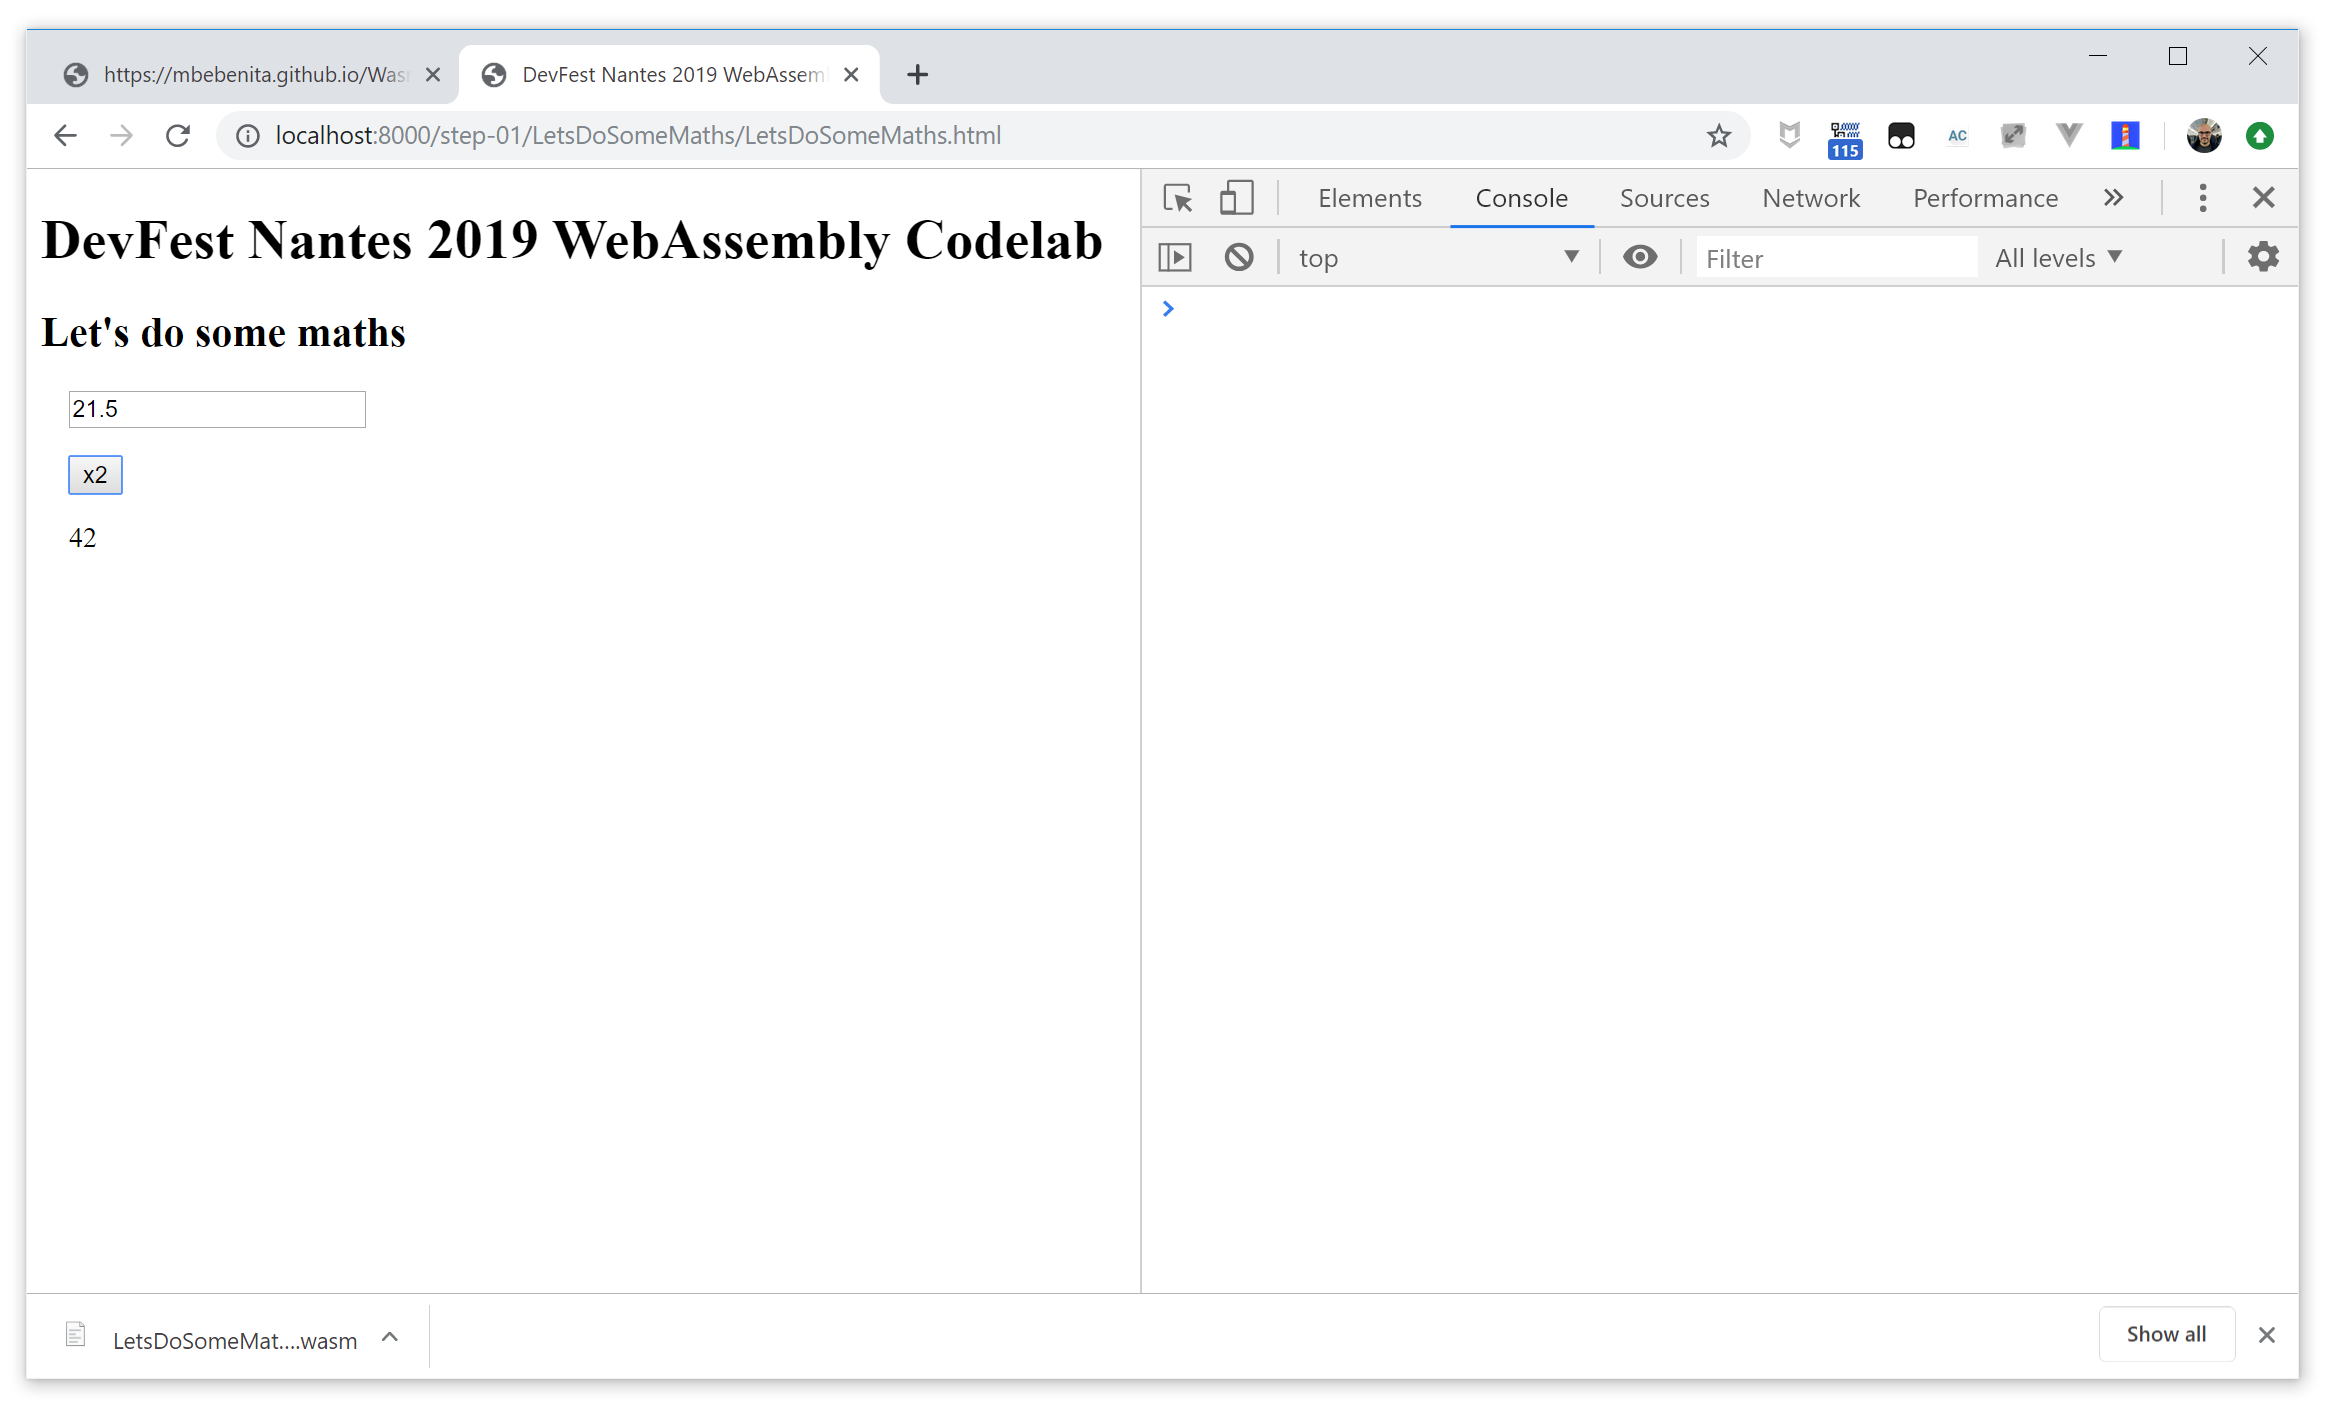 https://mbebenita.github.io/Wasm
DevFest Nantes 2019 WebAssem
localhost:8000/step-01/LetsDoSomeMaths/LetsDoSomeMaths.html
115
AC
DevFest Nantes 2019 WebAssembly Codelab
Let's do some maths
21.5
x2
42
Elements Console Sources Network Performance
top Filter All levels
LetsDoSomeMat....wasm
Show all